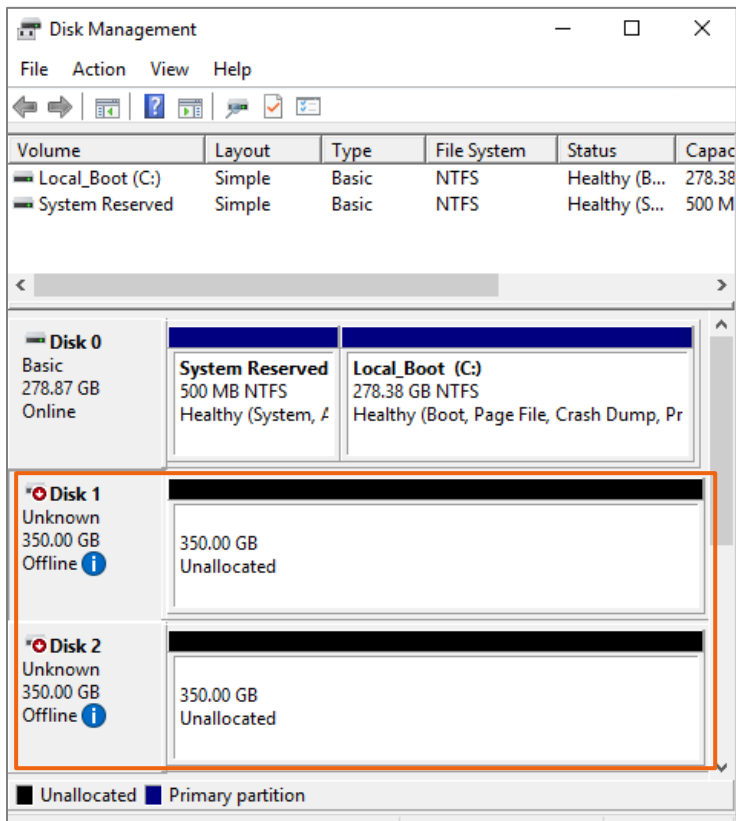 Disk Management
File Action View Help
Volume Layout Type File System Status Capac
Local_Boot (C:) Simple Basic NTFS Healthy (B... 278.38
System Reserved Simple Basic NTFS Healthy (S... 500 M
Disk 0
Basic
278.87 GB
Online
System Reserved
500 MB NTFS
Healthy (System, A
Local_Boot (C:)
278.38 GB NTFS
Healthy (Boot, Page File, Crash Dump, Pr
Disk 1
Unknown
350.00 GB
Offline
350.00 GB
Unallocated
Disk 2
Unknown
350.00 GB
Offline
350.00 GB
Unallocated
Unallocated Primary partition